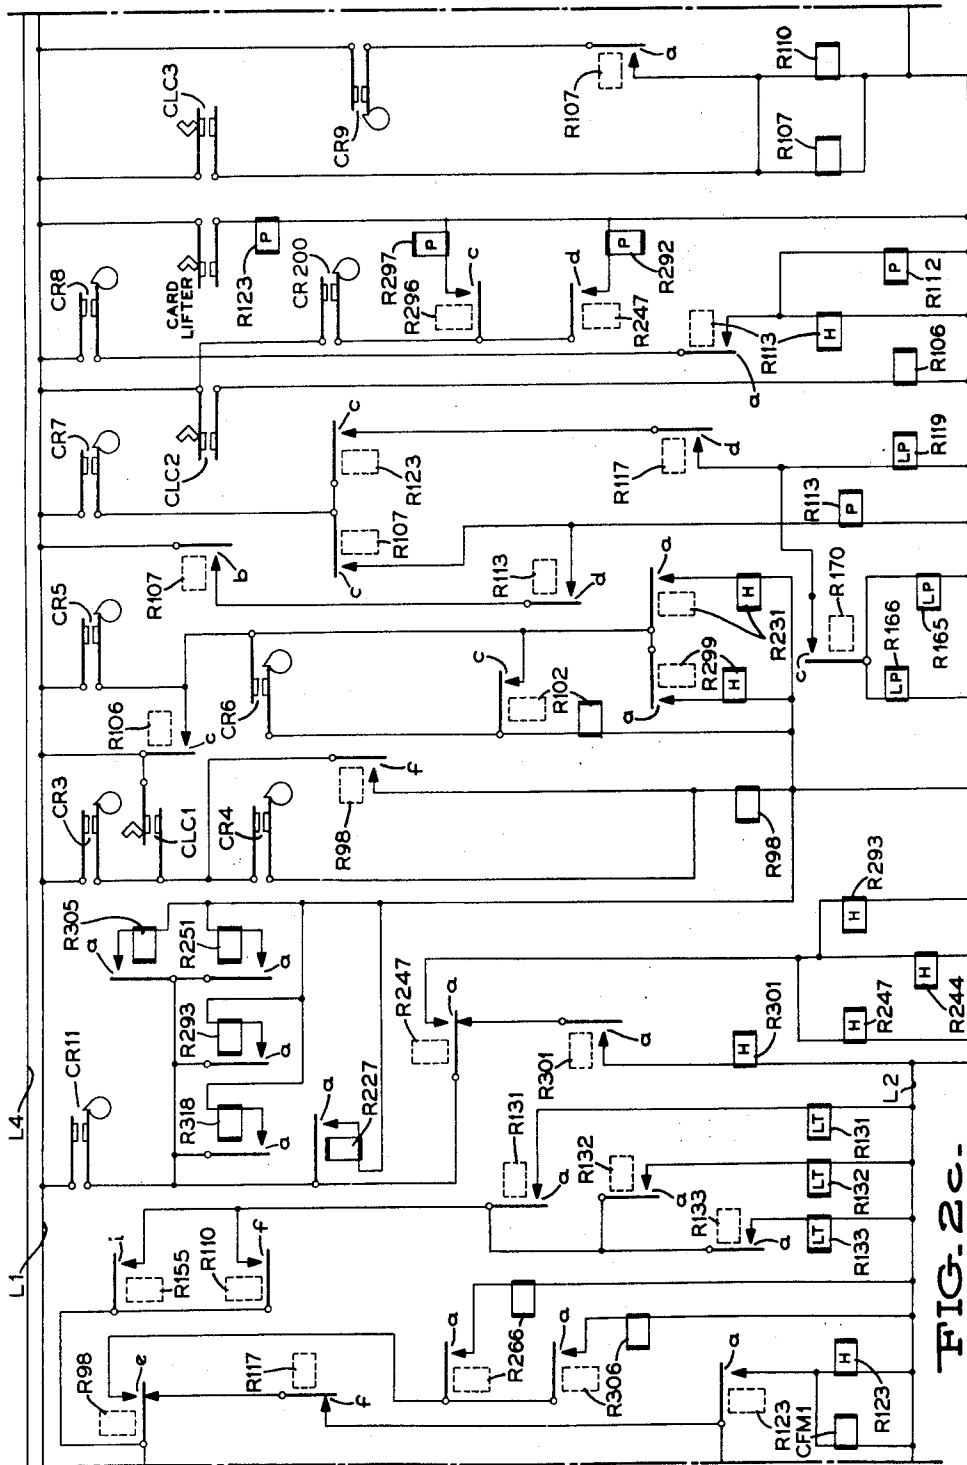 L1
L4
CR11
CR3
CR5
CR7
CR8
CLC3
CLC1
R106
c
CR4
CR6
R107
b
CLC2
CARD
LIFTER
R123
P
CR 200
CR9
R107
a
R305
a
R251
a
R293
a
R318
a
a
R227
R98
f
R98
R102
c
R107
c
R123
c
R297
P
R296
c
R292
P
R247
d
R155
i
R110
f
R98
e
R117
f
R247
a
R301
a
R131
a
R132
a
R133
a
R113
d
R117
d
R113
a
R299
a
H
R231
a
H
R113
P
R170
c
R119
LP
R106
R113
H
R112
P
R107
R110
R166
LP
R165
LP
R293
H
R247
H
R244
H
R301
H
L2
R131
LT
R132
LT
R133
LT
R266
a
R306
a
R123
a
CFM1
R123
H
FIG. 2c.